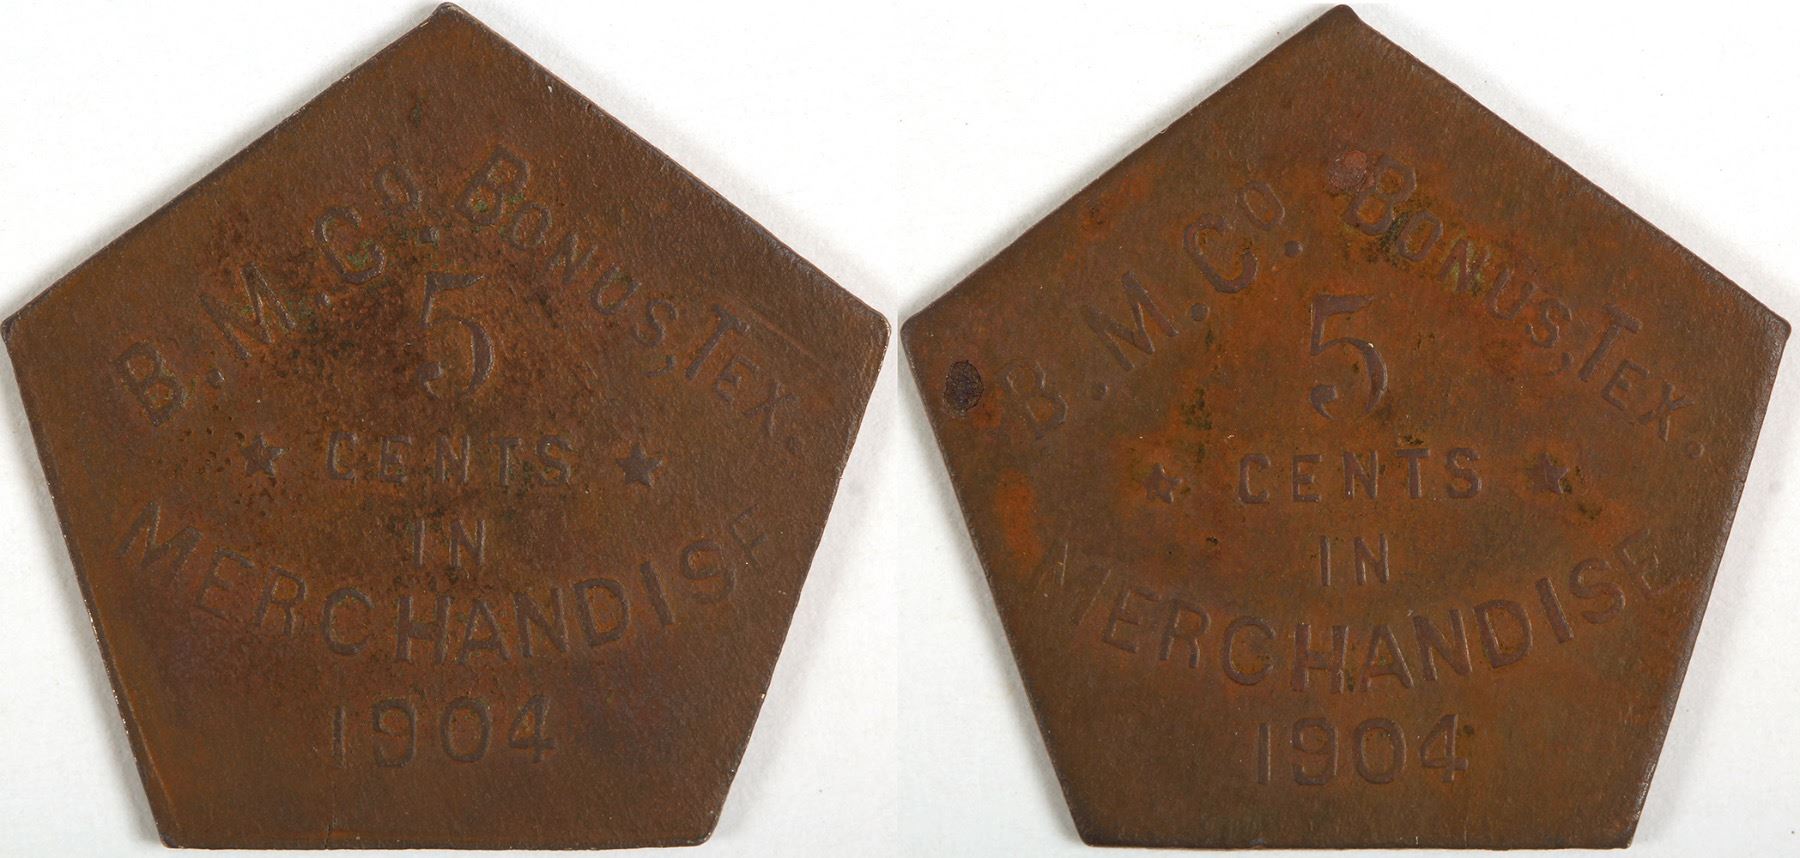 B. M. Co. BONUS, TEX.
5
★ CENTS ★
IN
MERCHANDISE
1904
B. M. Co. BONUS, TEX.
5
★ CENTS ★
IN
MERCHANDISE
1904